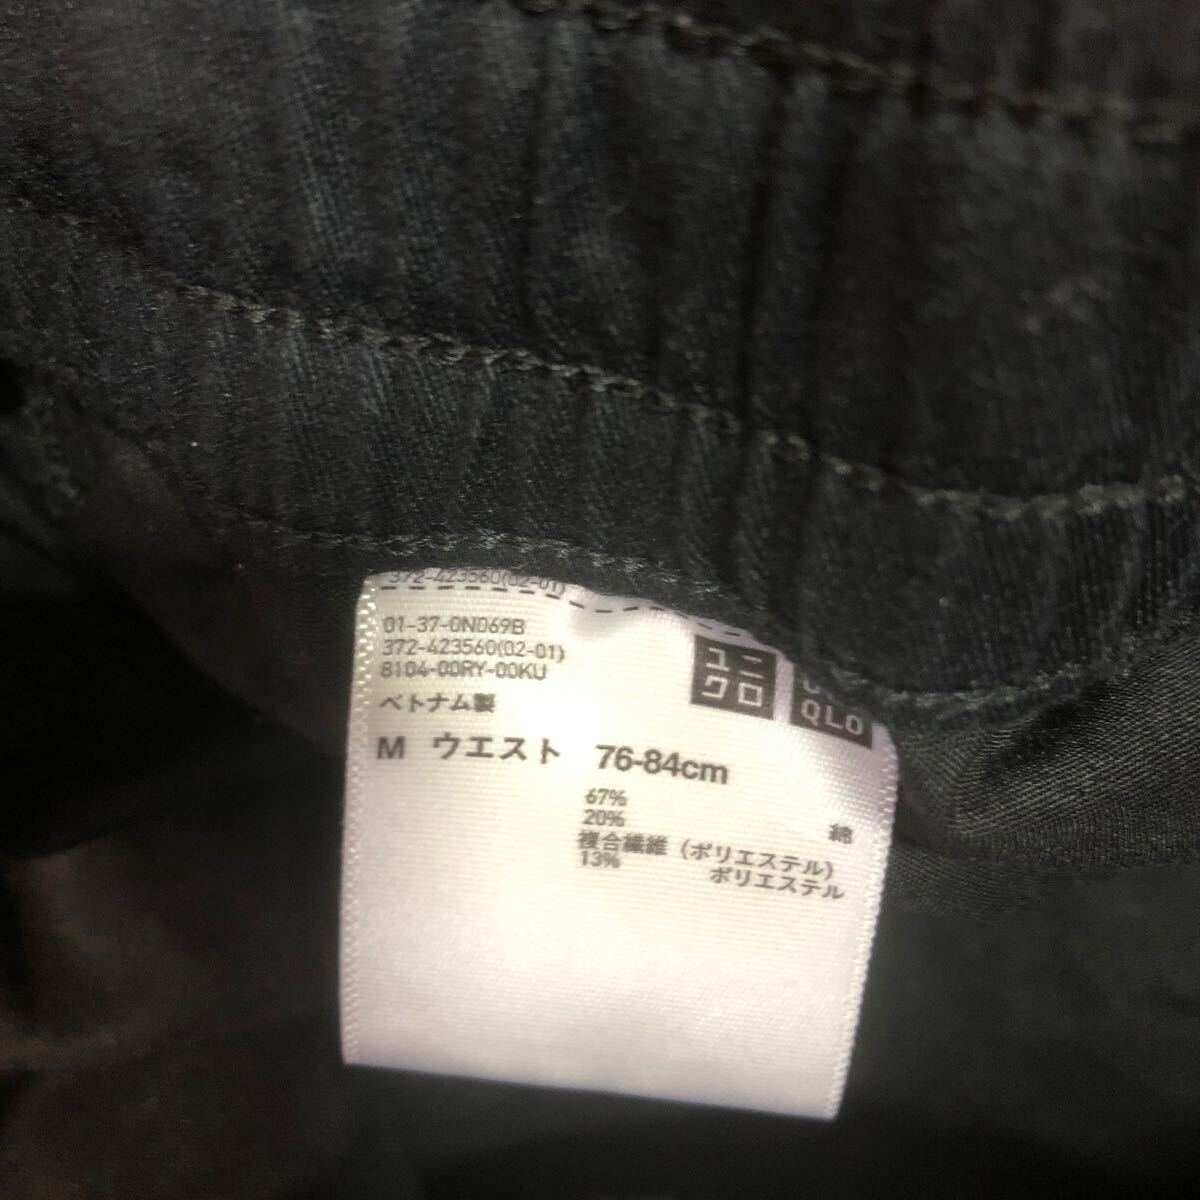 372-423560(02-01)
01-37-0N069B
372-423560(02-01)
8104-00RY-00KU
ベトナム製
ユニ
クロ
QLO
M ウエスト 76-84cm
67%
綿
20%
複合繊維（ポリエステル）
13%
ポリエステル